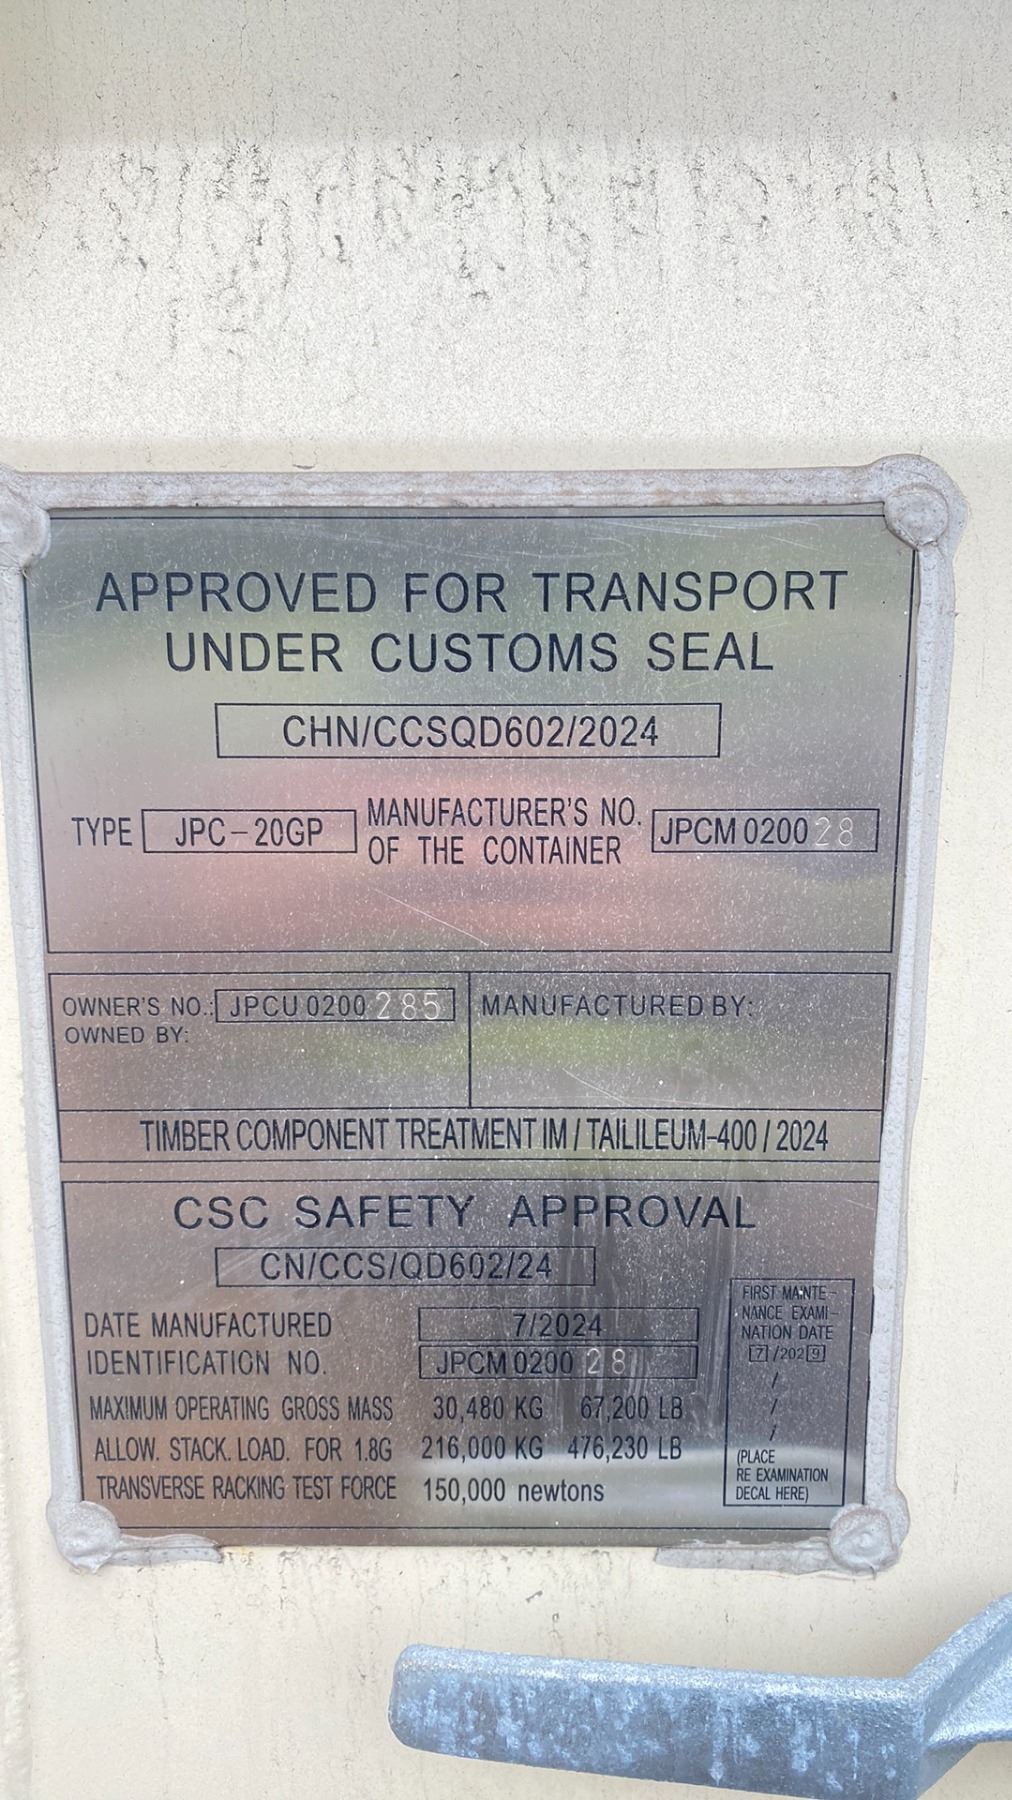 APPROVED FOR TRANSPORT
UNDER CUSTOMS SEAL
CHN/CCSQD602/2024
TYPE JPC-20GP MANUFACTURER'S NO. OF THE CONTAINER JPCM 020028
OWNER'S NO.: JPCU 0200285
OWNED BY:
MANUFACTURED BY:
TIMBER COMPONENT TREATMENT IM / TAILILEUM-400 / 2024
CSC SAFETY APPROVAL
CN/CCS/QD602/24
DATE MANUFACTURED 7/2024
IDENTIFICATION NO. JPCM 020028
MAXIMUM OPERATING GROSS MASS 30,480 KG 67,200 LB
ALLOW. STACK. LOAD. FOR 1.8G 216,000 KG 476,230 LB
TRANSVERSE RACKING TEST FORCE 150,000 newtons
FIRST MAINTE-
NANCE EXAMI-
NATION DATE
7/2029
/
/
/
(PLACE
RE EXAMINATION
DECAL HERE)